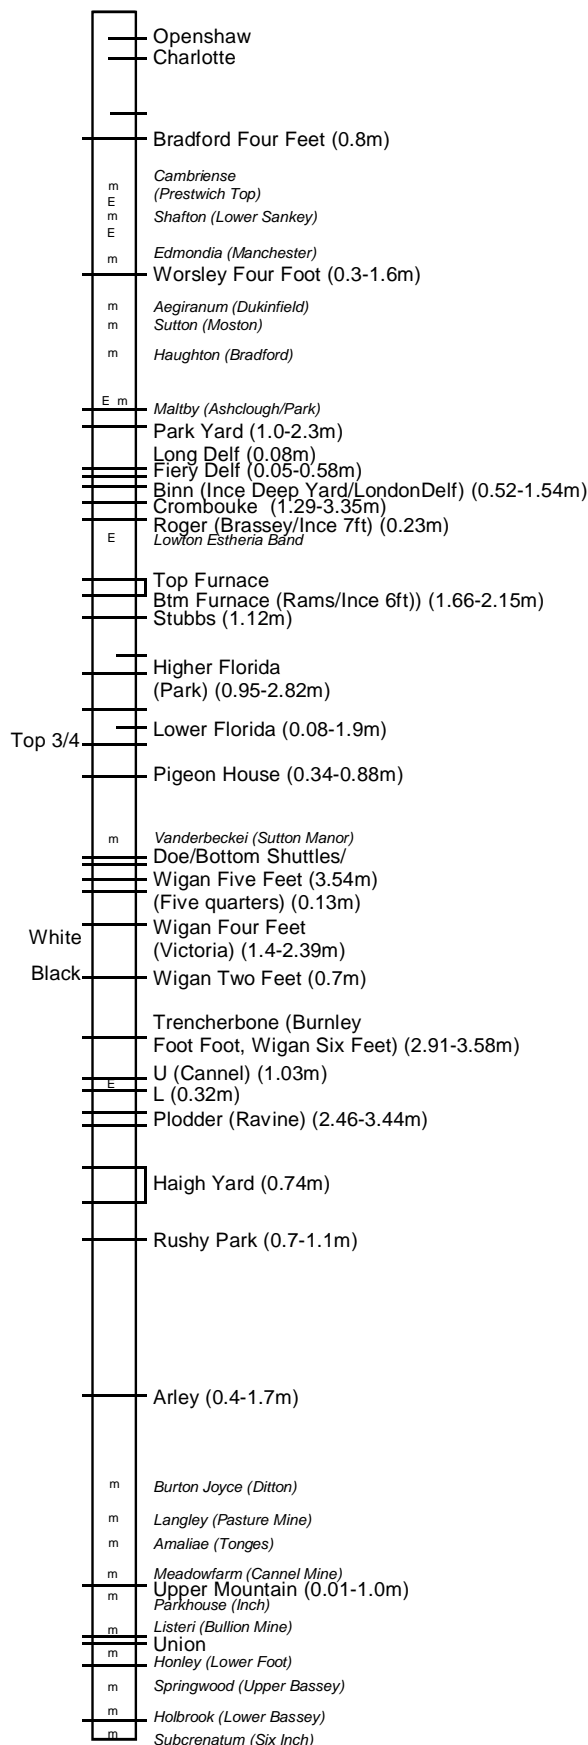 Openshaw
Charlotte
Bradford Four Feet (0.8m)
Cambriense
m (Prestwich Top)
E
m Shafton (Lower Sankey)
E
Edmondia (Manchester)
m
Worsley Four Foot (0.3-1.6m)
m Aegiranum (Dukinfield)
m Sutton (Moston)
m Haughton (Bradford)
E m
Maltby (Ashclough/Park)
Park Yard (1.0-2.3m)
Long Delf (0.08m)
Fiery Delf (0.05-0.58m)
Binn (Ince Deep Yard/LondonDelf) (0.52-1.54m)
Crombouke (1.29-3.35m)
Roger (Brassey/Ince 7ft) (0.23m)
E Lowton Estheria Band
Top Furnace
Btm Furnace (Rams/Ince 6ft)) (1.66-2.15m)
Stubbs (1.12m)
Higher Florida
(Park) (0.95-2.82m)
Lower Florida (0.08-1.9m)
Top 3/4
Pigeon House (0.34-0.88m)
m Vanderbeckei (Sutton Manor)
Doe/Bottom Shuttles/
Wigan Five Feet (3.54m)
(Five quarters) (0.13m)
Wigan Four Feet
White
(Victoria) (1.4-2.39m)
Black Wigan Two Feet (0.7m)
Trencherbone (Burnley
Foot Foot, Wigan Six Feet) (2.91-3.58m)
U (Cannel) (1.03m)
E
L (0.32m)
Plodder (Ravine) (2.46-3.44m)
Haigh Yard (0.74m)
Rushy Park (0.7-1.1m)
Arley (0.4-1.7m)
m Burton Joyce (Ditton)
m Langley (Pasture Mine)
m Amaliae (Tonges)
m Meadowfarm (Cannel Mine)
Upper Mountain (0.01-1.0m)
m Parkhouse (Inch)
m Listeri (Bullion Mine)
Union
m Honley (Lower Foot)
m Springwood (Upper Bassey)
m Holbrook (Lower Bassey)
m Subcrenatum (Six Inch)